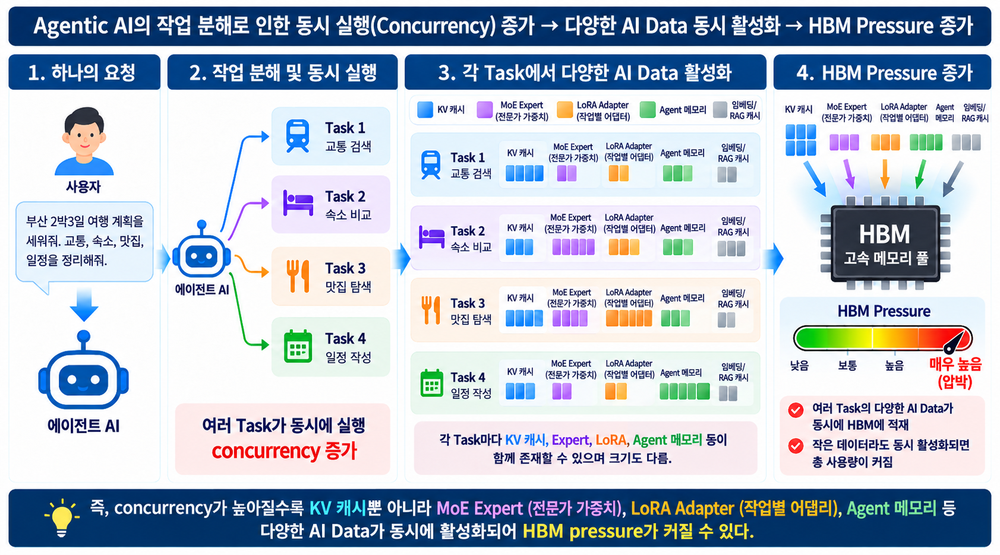 Agentic AI의 작업 분해로 인한 동시 실행(Concurrency) 증가 → 다양한 AI Data 동시 활성화 → HBM Pressure 증가
1. 하나의 요청
사용자
부산 2박3일 여행 계획을
세워줘. 교통, 속소, 맛집,
일정을 정리해줘.
에이전트 AI
2. 작업 분해 및 동시 실행
에이전트 AI
Task 1
교통 검색
Task 2
속소 비교
Task 3
맛집 탐색
Task 4
일정 작성
여러 Task가 동시에 실행
concurrency 증가
3. 각 Task에서 다양한 AI Data 활성화
KV 캐시
MoE Expert
(전문가 가중치)
LoRA Adapter
(작업별 어댑터)
Agent 메모리
임베딩/
RAG 캐시
Task 1
교통 검색
KV 캐시
MoE Expert
(전문가 가중치)
LoRA Adapter
(작업별 어댑터)
Agent 메모리
임베딩/
RAG 캐시
Task 2
속소 비교
KV 캐시
MoE Expert
(전문가 가중치)
LoRA Adapter
(작업별 어댑터)
Agent 메모리
임베딩/
RAG 캐시
Task 3
맛집 탐색
KV 캐시
MoE Expert
(전문가 가중치)
LoRA Adapter
(작업별 어댑터)
Agent 메모리
임베딩/
RAG 캐시
Task 4
일정 작성
KV 캐시
MoE Expert
(전문가 가중치)
LoRA Adapter
(작업별 어댑터)
Agent 메모리
임베딩/
RAG 캐시
각 Task마다 KV 캐시, Expert, LoRA, Agent 메모리 등이
함께 존재할 수 있으며 크기도 다름.
4. HBM Pressure 증가
KV 캐시
MoE Expert
(전문가 가중치)
LoRA Adapter
(작업별 어댑터)
Agent
메모리
임베딩/
RAG 캐시
HBM
고속 메모리 풀
HBM Pressure
낮음
보통
높음
매우 높음
(압박)
여러 Task의 다양한 AI Data가
동시에 HBM에 적재
작은 데이터라도 동시 활성화되면
총 사용량이 커짐
즉, concurrency가 높아질수록 KV 캐시뿐 아니라 MoE Expert (전문가 가중치), LoRA Adapter (작업별 어댑리), Agent 메모리 등
다양한 AI Data가 동시에 활성화되어 HBM pressure가 커질 수 있다.